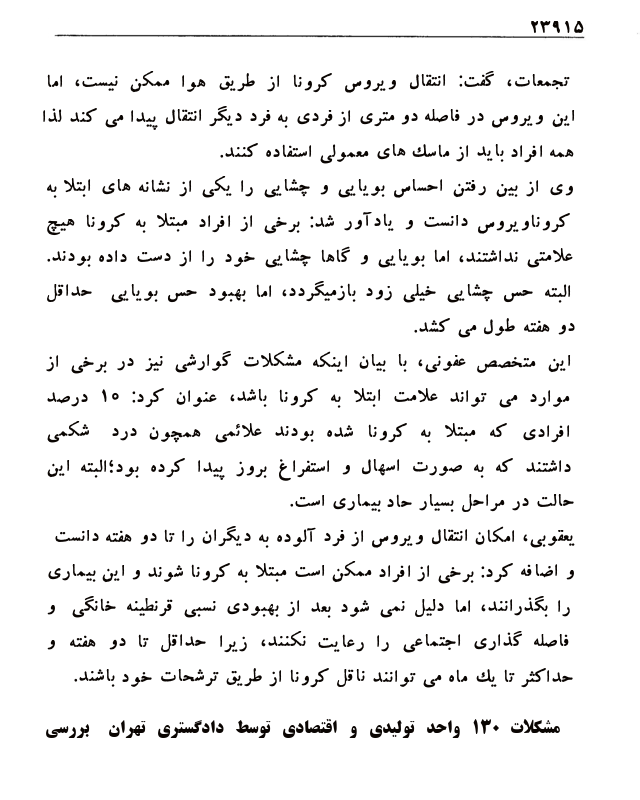 ۲۳۹۱۵
تجمعات، گفت: انتقال ویروس کرونا از طریق هوا ممکن نیست، اما
این ویروس در فاصله دو متری از فردی به فرد دیگر انتقال پیدا می کند لذا
همه افراد باید از ماسك های معمولی استفاده کنند.
وی از بین رفتن احساس بویایی و چشایی را یکی از نشانه های ابتلا به
کروناویروس دانست و یادآور شد: برخی از افراد مبتلا به کرونا هیچ
علامتی نداشتند، اما بویایی و گاها چشایی خود را از دست داده بودند.
البته حس چشایی خیلی زود بازمیگردد، اما بهبود حس بویایی حداقل
دو هفته طول می کشد.
این متخصص عفونی، با بیان اینکه مشکلات گوارشی نیز در برخی از
موارد می تواند علامت ابتلا به کرونا باشد، عنوان کرد: ۱۵ درصد
افرادی که مبتلا به کرونا شده بودند علائمی همچون درد شکمی
داشتند که به صورت اسهال و استفراغ بروز پیدا کرده بود؛البته این
حالت در مراحل بسیار حاد بیماری است.
یعقوبی، امکان انتقال ویروس از فرد آلوده به دیگران را تا دو هفته دانست
و اضافه کرد: برخی از افراد ممکن است مبتلا به کرونا شوند و این بیماری
را بگذرانند، اما دلیل نمی شود بعد از بهبودی نسبی قرنطینه خانگی و
فاصله گذاری اجتماعی را رعایت نکنند، زیرا حداقل تا دو هفته و
حداکثر تا یك ماه می توانند ناقل کرونا از طریق ترشحات خود باشند.
مشکلات ۱۳۰ واحد تولیدی و اقتصادی توسط دادگستری تهران بررسی